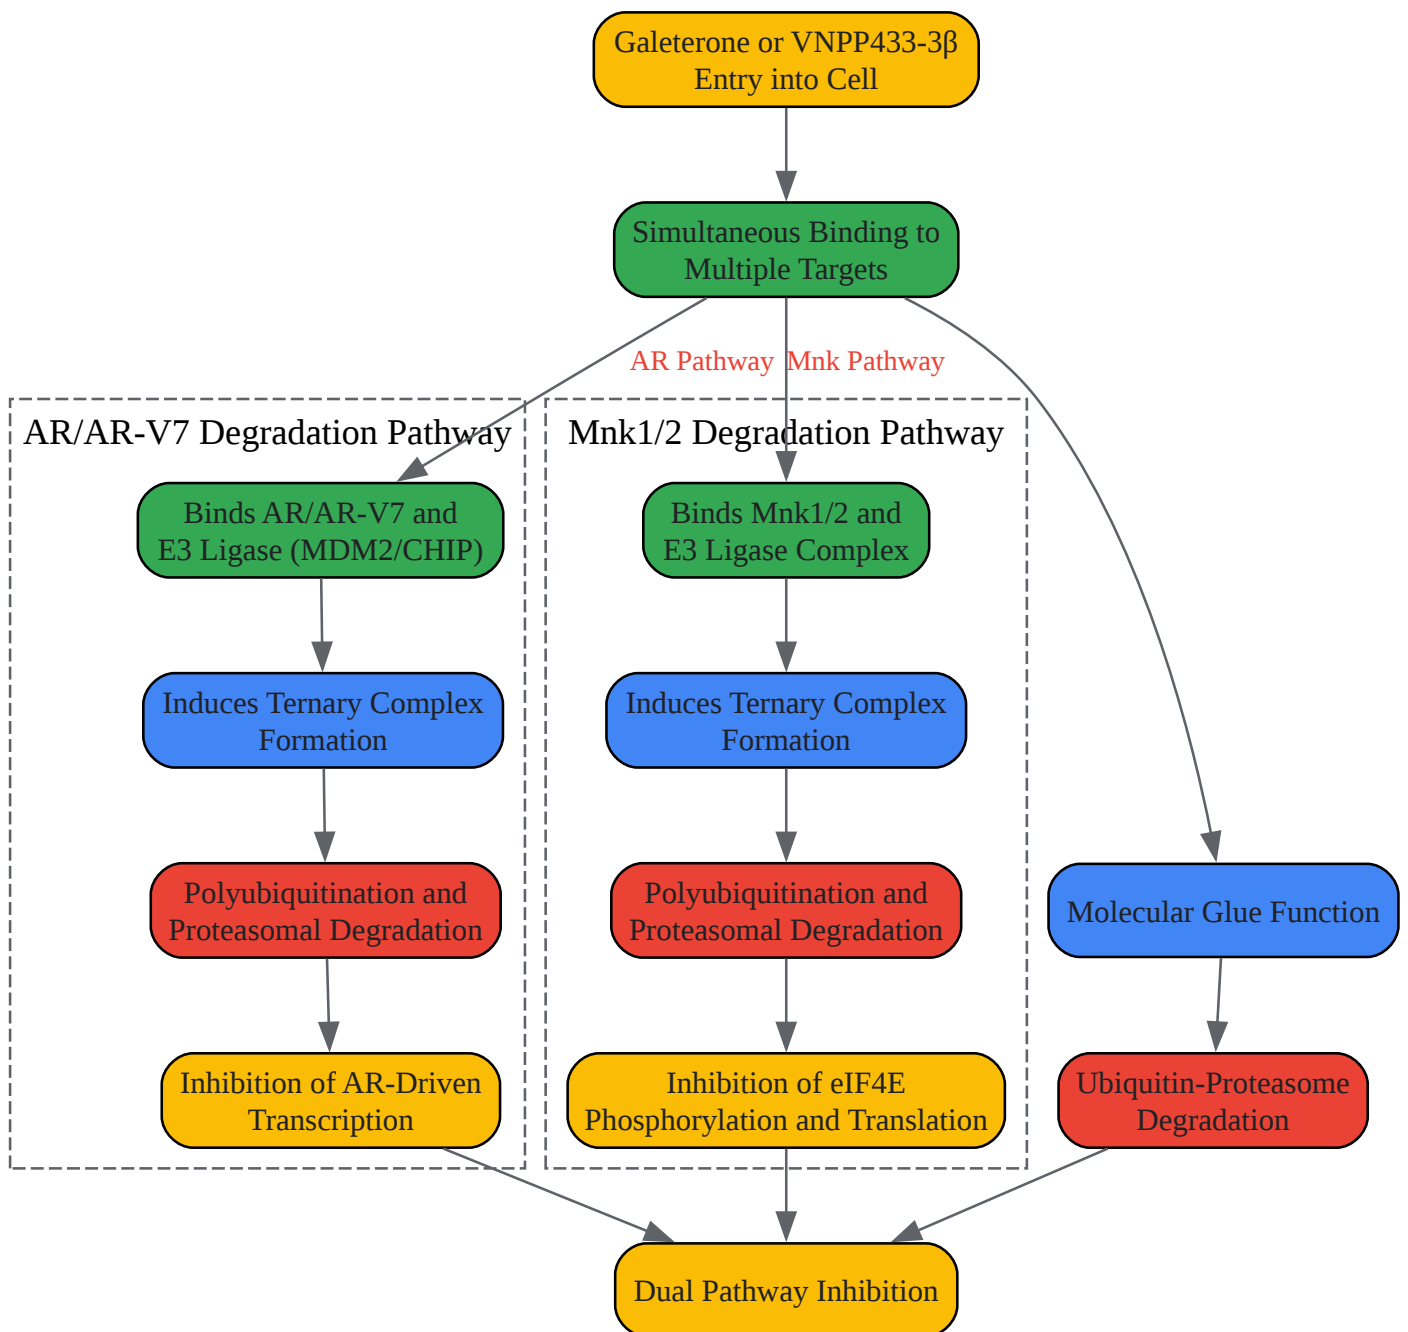 Galeterone or VNPP433-3β
Entry into Cell
Simultaneous Binding to
Multiple Targets
AR Pathway
Mnk Pathway
AR/AR-V7 Degradation Pathway
Binds AR/AR-V7 and
E3 Ligase (MDM2/CHIP)
Induces Ternary Complex
Formation
Polyubiquitination and
Proteasomal Degradation
Inhibition of AR-Driven
Transcription
Mnk1/2 Degradation Pathway
Binds Mnk1/2 and
E3 Ligase Complex
Induces Ternary Complex
Formation
Polyubiquitination and
Proteasomal Degradation
Inhibition of eIF4E
Phosphorylation and Translation
Molecular Glue Function
Ubiquitin-Proteasome
Degradation
Dual Pathway Inhibition